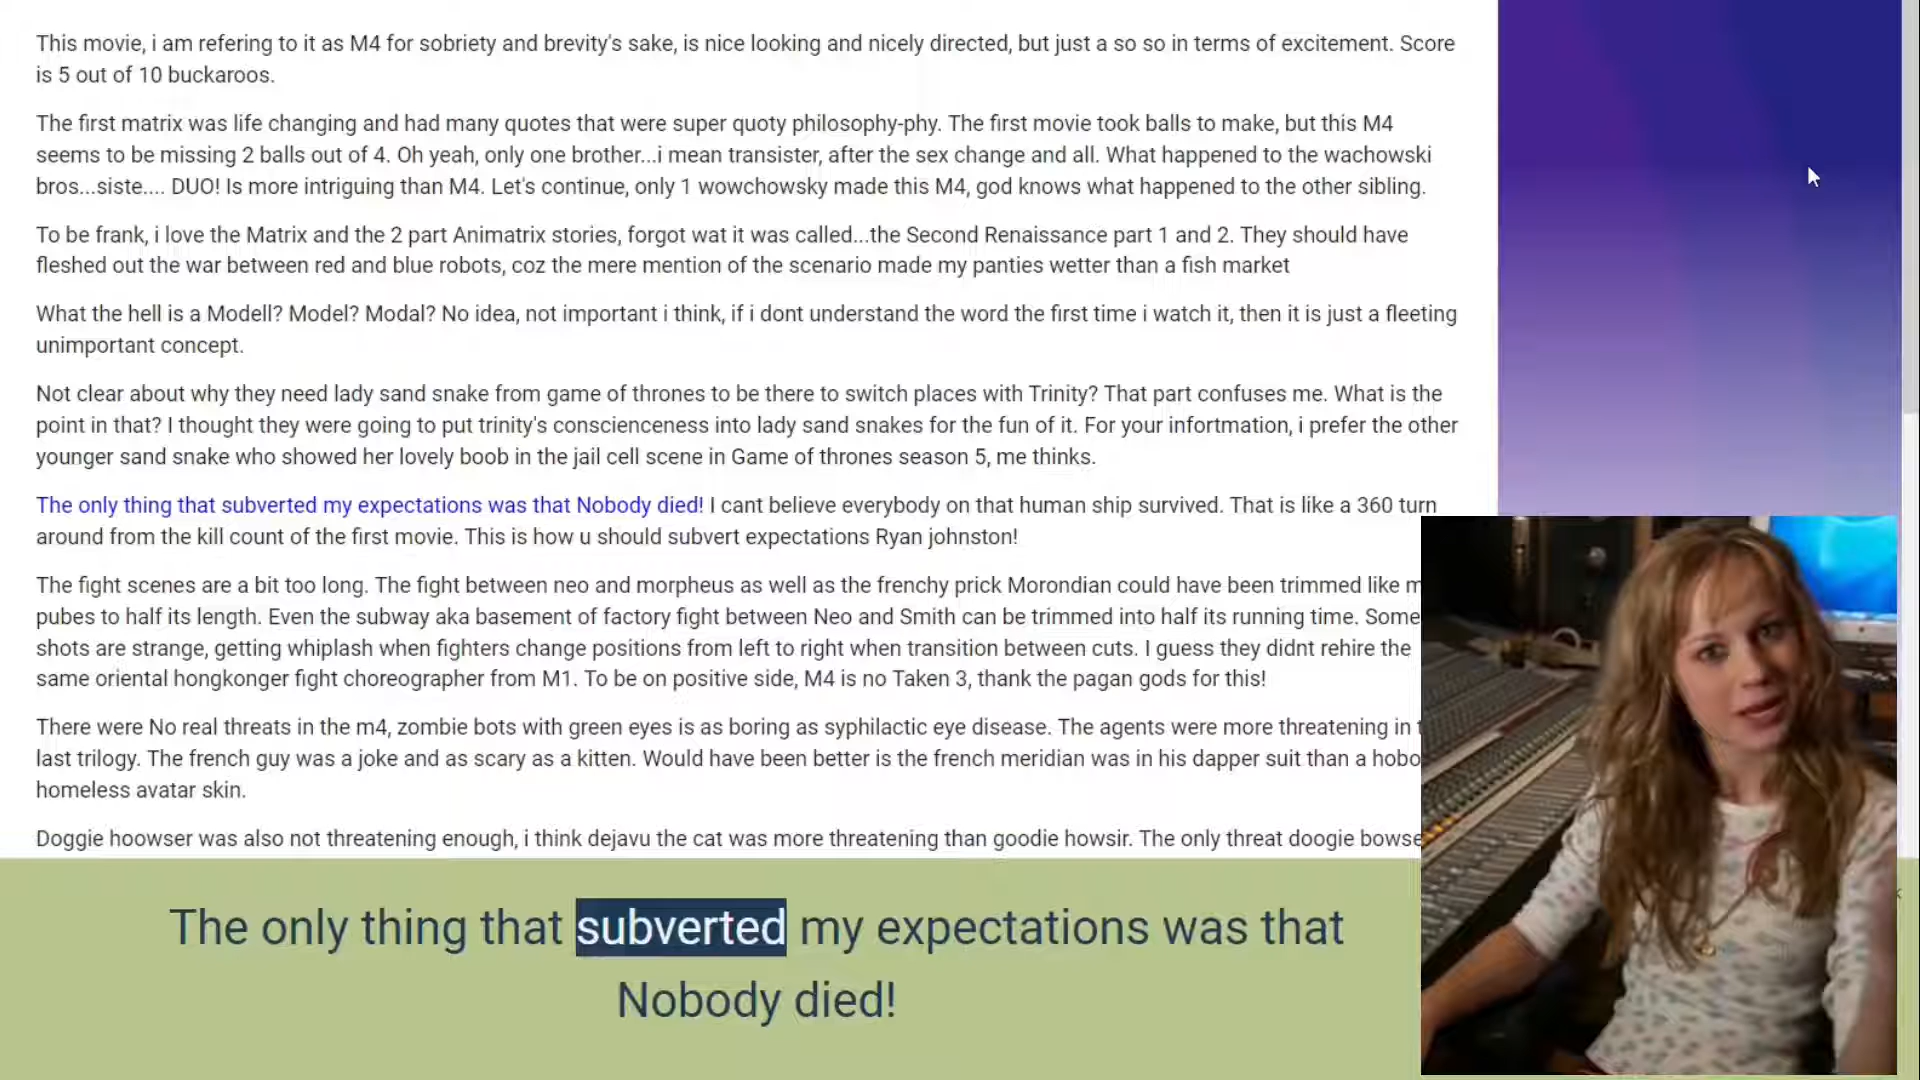 This movie, i am refering to it as M4 for sobriety and brevity's sake, is nice looking and nicely directed, but just a so so in terms of excitement. Score
is 5 out of 10 buckaroos.
The first matrix was life changing and had many quotes that were super quoty philosophy-phy. The first movie took balls to make, but this M4
seems to be missing 2 balls out of 4. Oh yeah, only one brother...i mean transister, after the sex change and all. What happened to the wachowski
bros...siste.... DUO! Is more intriguing than M4. Let's continue, only 1 wowchowsky made this M4, god knows what happened to the other sibling.
To be frank, i love the Matrix and the 2 part Animatrix stories, forgot wat it was called...the Second Renaissance part 1 and 2. They should have
fleshed out the war between red and blue robots, coz the mere mention of the scenario made my panties wetter than a fish market
What the hell is a Modell? Model? Modal? No idea, not important i think, if i dont understand the word the first time i watch it, then it is just a fleeting
unimportant concept.
Not clear about why they need lady sand snake from game of thrones to be there to switch places with Trinity? That part confuses me. What is the
point in that? I thought they were going to put trinity's conscienceness into lady sand snakes for the fun of it. For your infortmation, i prefer the other
younger sand snake who showed her lovely boob in the jail cell scene in Game of thrones season 5, me thinks.
The only thing that subverted my expectations was that Nobody died! I cant believe everybody on that human ship survived. That is like a 360 turn
around from the kill count of the first movie. This is how u should subvert expectations Ryan johnston!
The fight scenes are a bit too long. The fight between neo and morpheus as well as the frenchy prick Morondian could have been trimmed like
pubes to half its length. Even the subway aka basement of factory fight between Neo and Smith can be trimmed into half its running time. Some
shots are strange, getting whiplash when fighters change positions from left to right when transition between cuts. I guess they didnt rehire the
same oriental hongkonger fight choreographer from M1. To be on positive side, M4 is no Taken 3, thank the pagan gods for this!
There were No real threats in the m4, zombie bots with green eyes is as boring as syphilactic eye disease. The agents were more threatening in
last trilogy. The french guy was a joke and as scary as a kitten. Would have been better is the french meridian was in his dapper suit than a hobo
homeless avatar skin.
Doggie hoowser was also not threatening enough, i think dejavu the cat was more threatening than goodie howsir. The only threat doogie
The only thing that subverted my expectations was that
Nobody died!